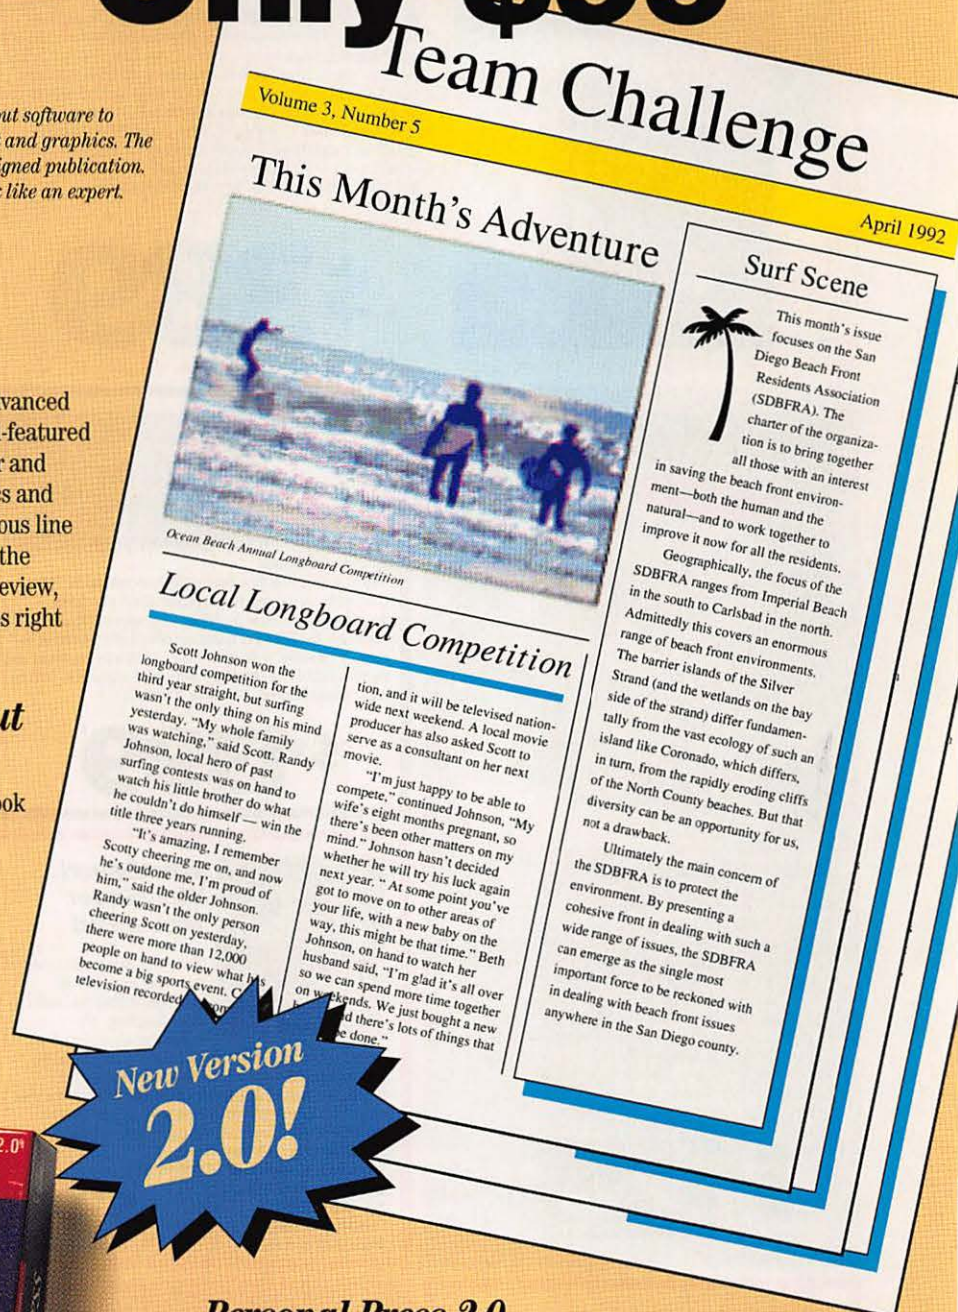 Only $
Team Challenge
Volume 3, Number 5
April 1992
ut software to
and graphics. The
igned publication.
like an expert.
vanced
-featured
r and
s and
ous line
the
eview,
s right
ut
ok
This Month's Adventure
Ocean Beach Annual Longboard Competition
Local Longboard Competition
Scott Johnson won the
longboard competition for the
third year straight, but surfing
wasn't the only thing on his mind
yesterday. "My whole family
was watching," said Scott. Randy
Johnson, local hero of past
surfing contests was on hand to
watch his little brother do what
he couldn't do himself — win the
title three years running.
"It's amazing, I remember
Scotty cheering me on, and now
he's outdone me, I'm proud of
him," said the older Johnson.
Randy wasn't the only person
cheering Scott on yesterday,
there were more than 12,000
people on hand to view what
become a big sports event.
television recorded
tion, and it will be televised nation-
wide next weekend. A local movie
producer has also asked Scott to
serve as a consultant on her next
movie.
"I'm just happy to be able to
compete," continued Johnson, "My
wife's eight months pregnant, so
there's been other matters on my
mind." Johnson hasn't decided
whether he will try his luck again
next year. " At some point you've
got to move on to other areas of
your life, with a new baby on the
way, this might be that time." Beth
Johnson, on hand to watch her
husband said, "I'm glad it's all over
so we can spend more time together
on weekends. We just bought a new
d there's lots of things that
be done."
Surf Scene
This month's issue
focuses on the San
Diego Beach Front
Residents Association
(SDBFRA). The
charter of the organiza-
tion is to bring together
all those with an interest
in saving the beach front environ-
ment—both the human and the
natural—and to work together to
improve it now for all the residents.
Geographically, the focus of the
SDBFRA ranges from Imperial Beach
in the south to Carlsbad in the north.
Admittedly this covers an enormous
range of beach front environments.
The barrier islands of the Silver
Strand (and the wetlands on the bay
side of the strand) differ fundamen-
tally from the vast ecology of such an
island like Coronado, which differs,
in turn, from the rapidly eroding cliffs
of the North County beaches. But that
diversity can be an opportunity for us,
not a drawback.
Ultimately the main concern of
the SDBFRA is to protect the
environment. By presenting a
cohesive front in dealing with such a
wide range of issues, the SDBFRA
can emerge as the single most
important force to be reckoned with
in dealing with beach front issues
anywhere in the San Diego county.
New Version
2.0!
2.0
Personal Press 2.0